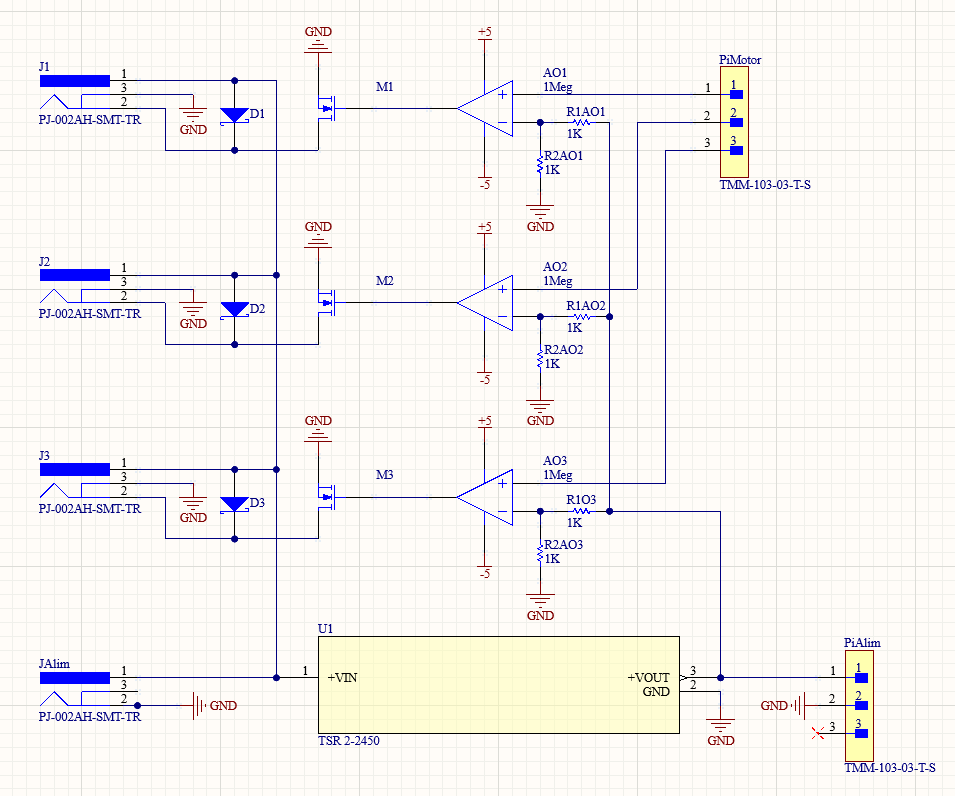 GND
+5
J1
1
3
2
PJ-002AH-SMT-TR
GND
D1
M1
AO1
1Meg
R1AO1
1K
R2AO1
1K
-5
GND
PiMotor
1
1
2
2
3
3
TMM-103-03-T-S
GND
+5
J2
1
3
2
PJ-002AH-SMT-TR
GND
D2
M2
AO2
1Meg
R1AO2
1K
R2AO2
1K
-5
GND
GND
+5
J3
1
3
2
PJ-002AH-SMT-TR
GND
D3
M3
AO3
1Meg
R1O3
1K
R2AO3
1K
-5
GND
JAlim
1
3
2
PJ-002AH-SMT-TR
GND
U1
1
+VIN
+VOUT
GND
3
2
TSR 2-2450
GND
PiAlim
1
1
GND
2
2
3
3
TMM-103-03-T-S